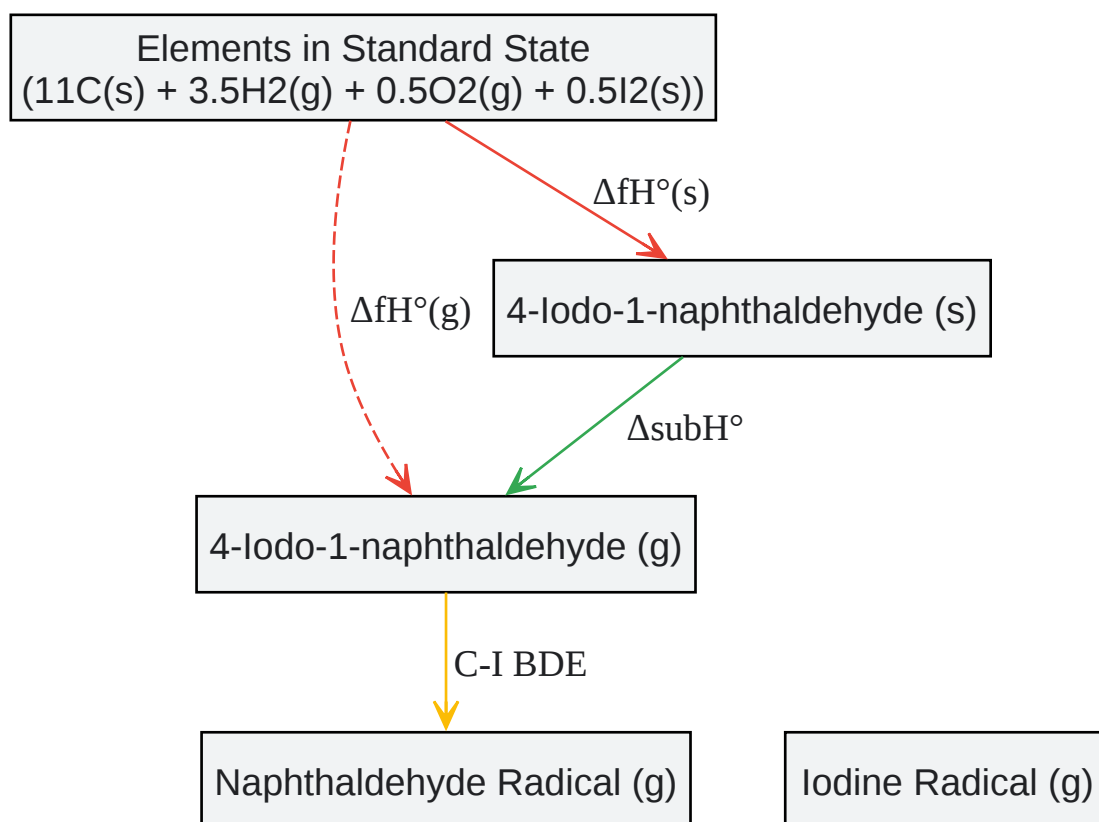 Elements in Standard State
(11C(s) + 3.5H2(g) + 0.5O2(g) + 0.5I2(s))
ΔfH°(s)
ΔfH°(g)
4-Iodo-1-naphthaldehyde (s)
ΔsubH°
4-Iodo-1-naphthaldehyde (g)
C-I BDE
Naphthaldehyde Radical (g)
Iodine Radical (g)